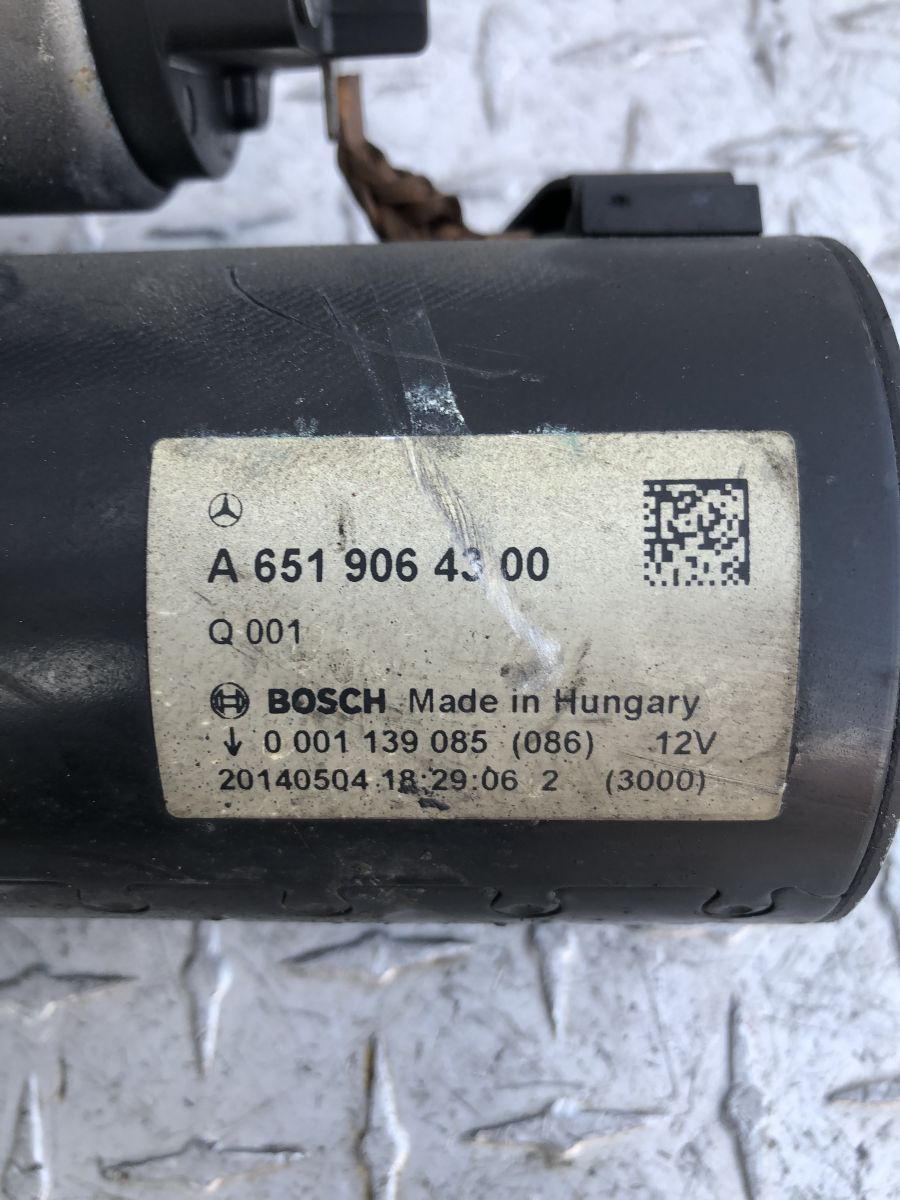 A 651 906 43 00
Q 001
BOSCH Made in Hungary
↓ 0 001 139 085 (086) 12V
20140504 18:29:06 2 (3000)